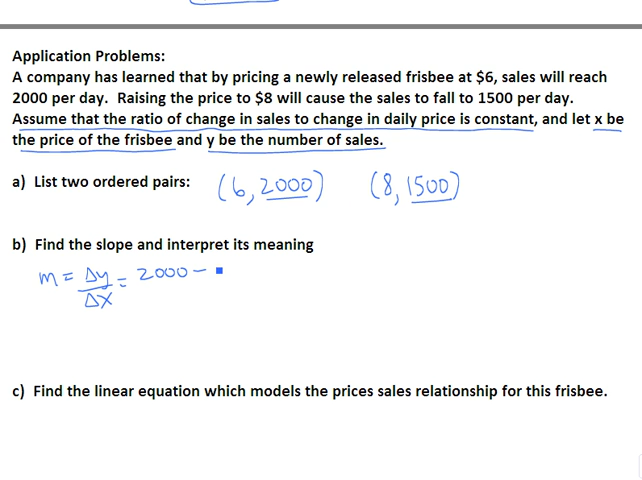 Application Problems:
A company has learned that by pricing a newly released frisbee at $6, sales will reach
2000 per day. Raising the price to $8 will cause the sales to fall to 1500 per day.
Assume that the ratio of change in sales to change in daily price is constant, and let x be
the price of the frisbee and y be the number of sales.
a) List two ordered pairs: (6, 2000) (8, 1500)
b) Find the slope and interpret its meaning
m = Δy/Δx = 2000 -
c) Find the linear equation which models the prices sales relationship for this frisbee.